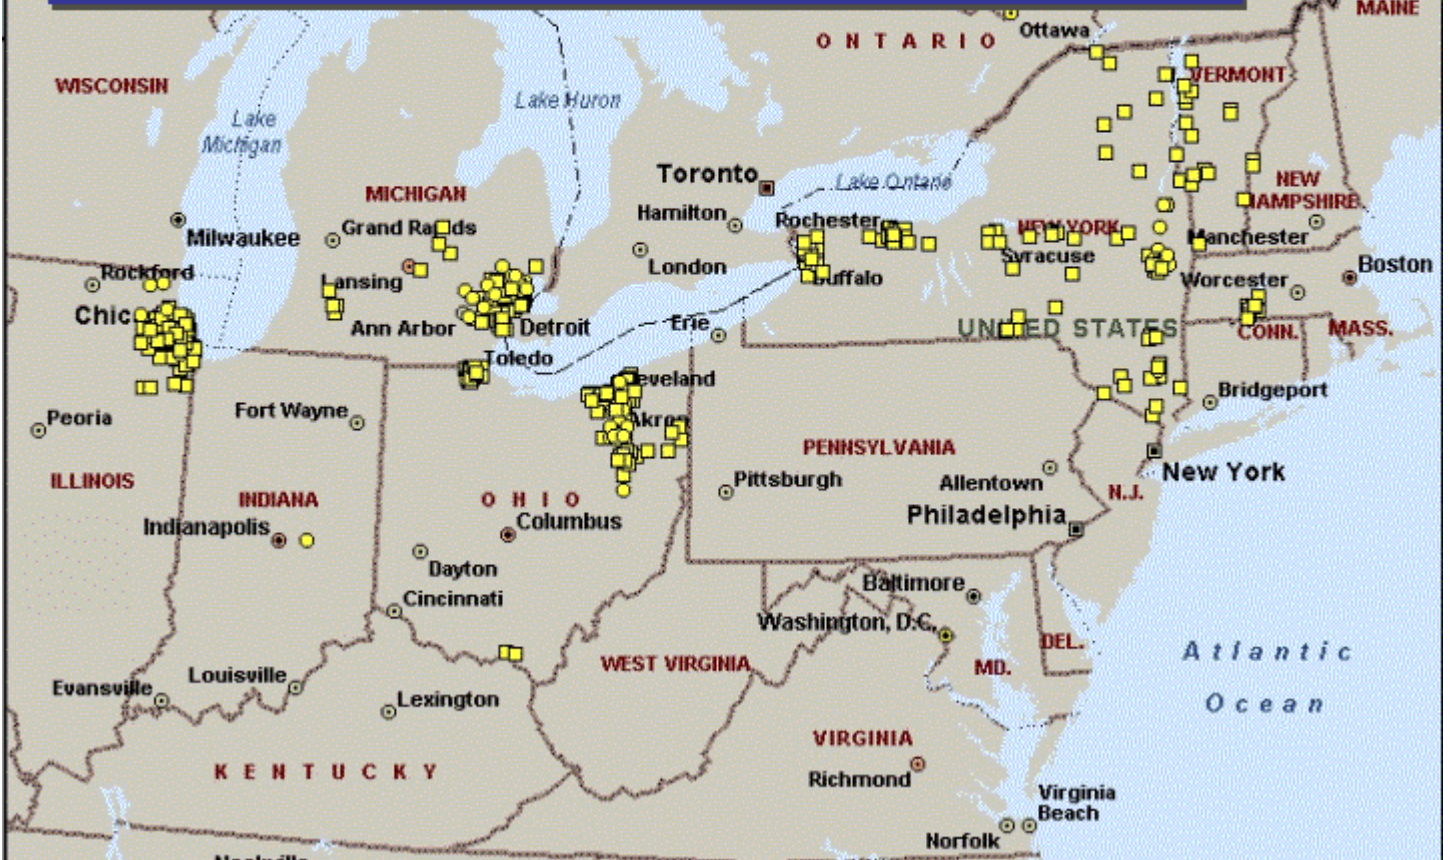 MAINE
Ottawa
ONTARIO
VERMONT
WISCONSIN
Lake Huron
Lake
Michigan
Toronto
Lake Ontario
NEW
HAMPSHIRE
MICHIGAN
Hamilton
Rochester
Grand Rapids
NEW YORK
Milwaukee
Manchester
Syracuse
London
Boston
Rockford
Lansing
Buffalo
Worcester
Chic
Ann Arbor
Detroit
Erie
UNITED STATES
CONN.
MASS.
Toledo
eveland
Bridgeport
Fort Wayne
Peoria
Akron
PENNSYLVANIA
New York
ILLINOIS
Pittsburgh
Allentown
N.J.
INDIANA
OHIO
Philadelphia
Indianapolis
Columbus
Dayton
Baltimore
Cincinnati
Washington, D.C.
DEL.
Atlantic
Ocean
WEST VIRGINIA
MD.
Louisville
Evansville
Lexington
VIRGINIA
KENTUCKY
Richmond
Virginia
Beach
Norfolk